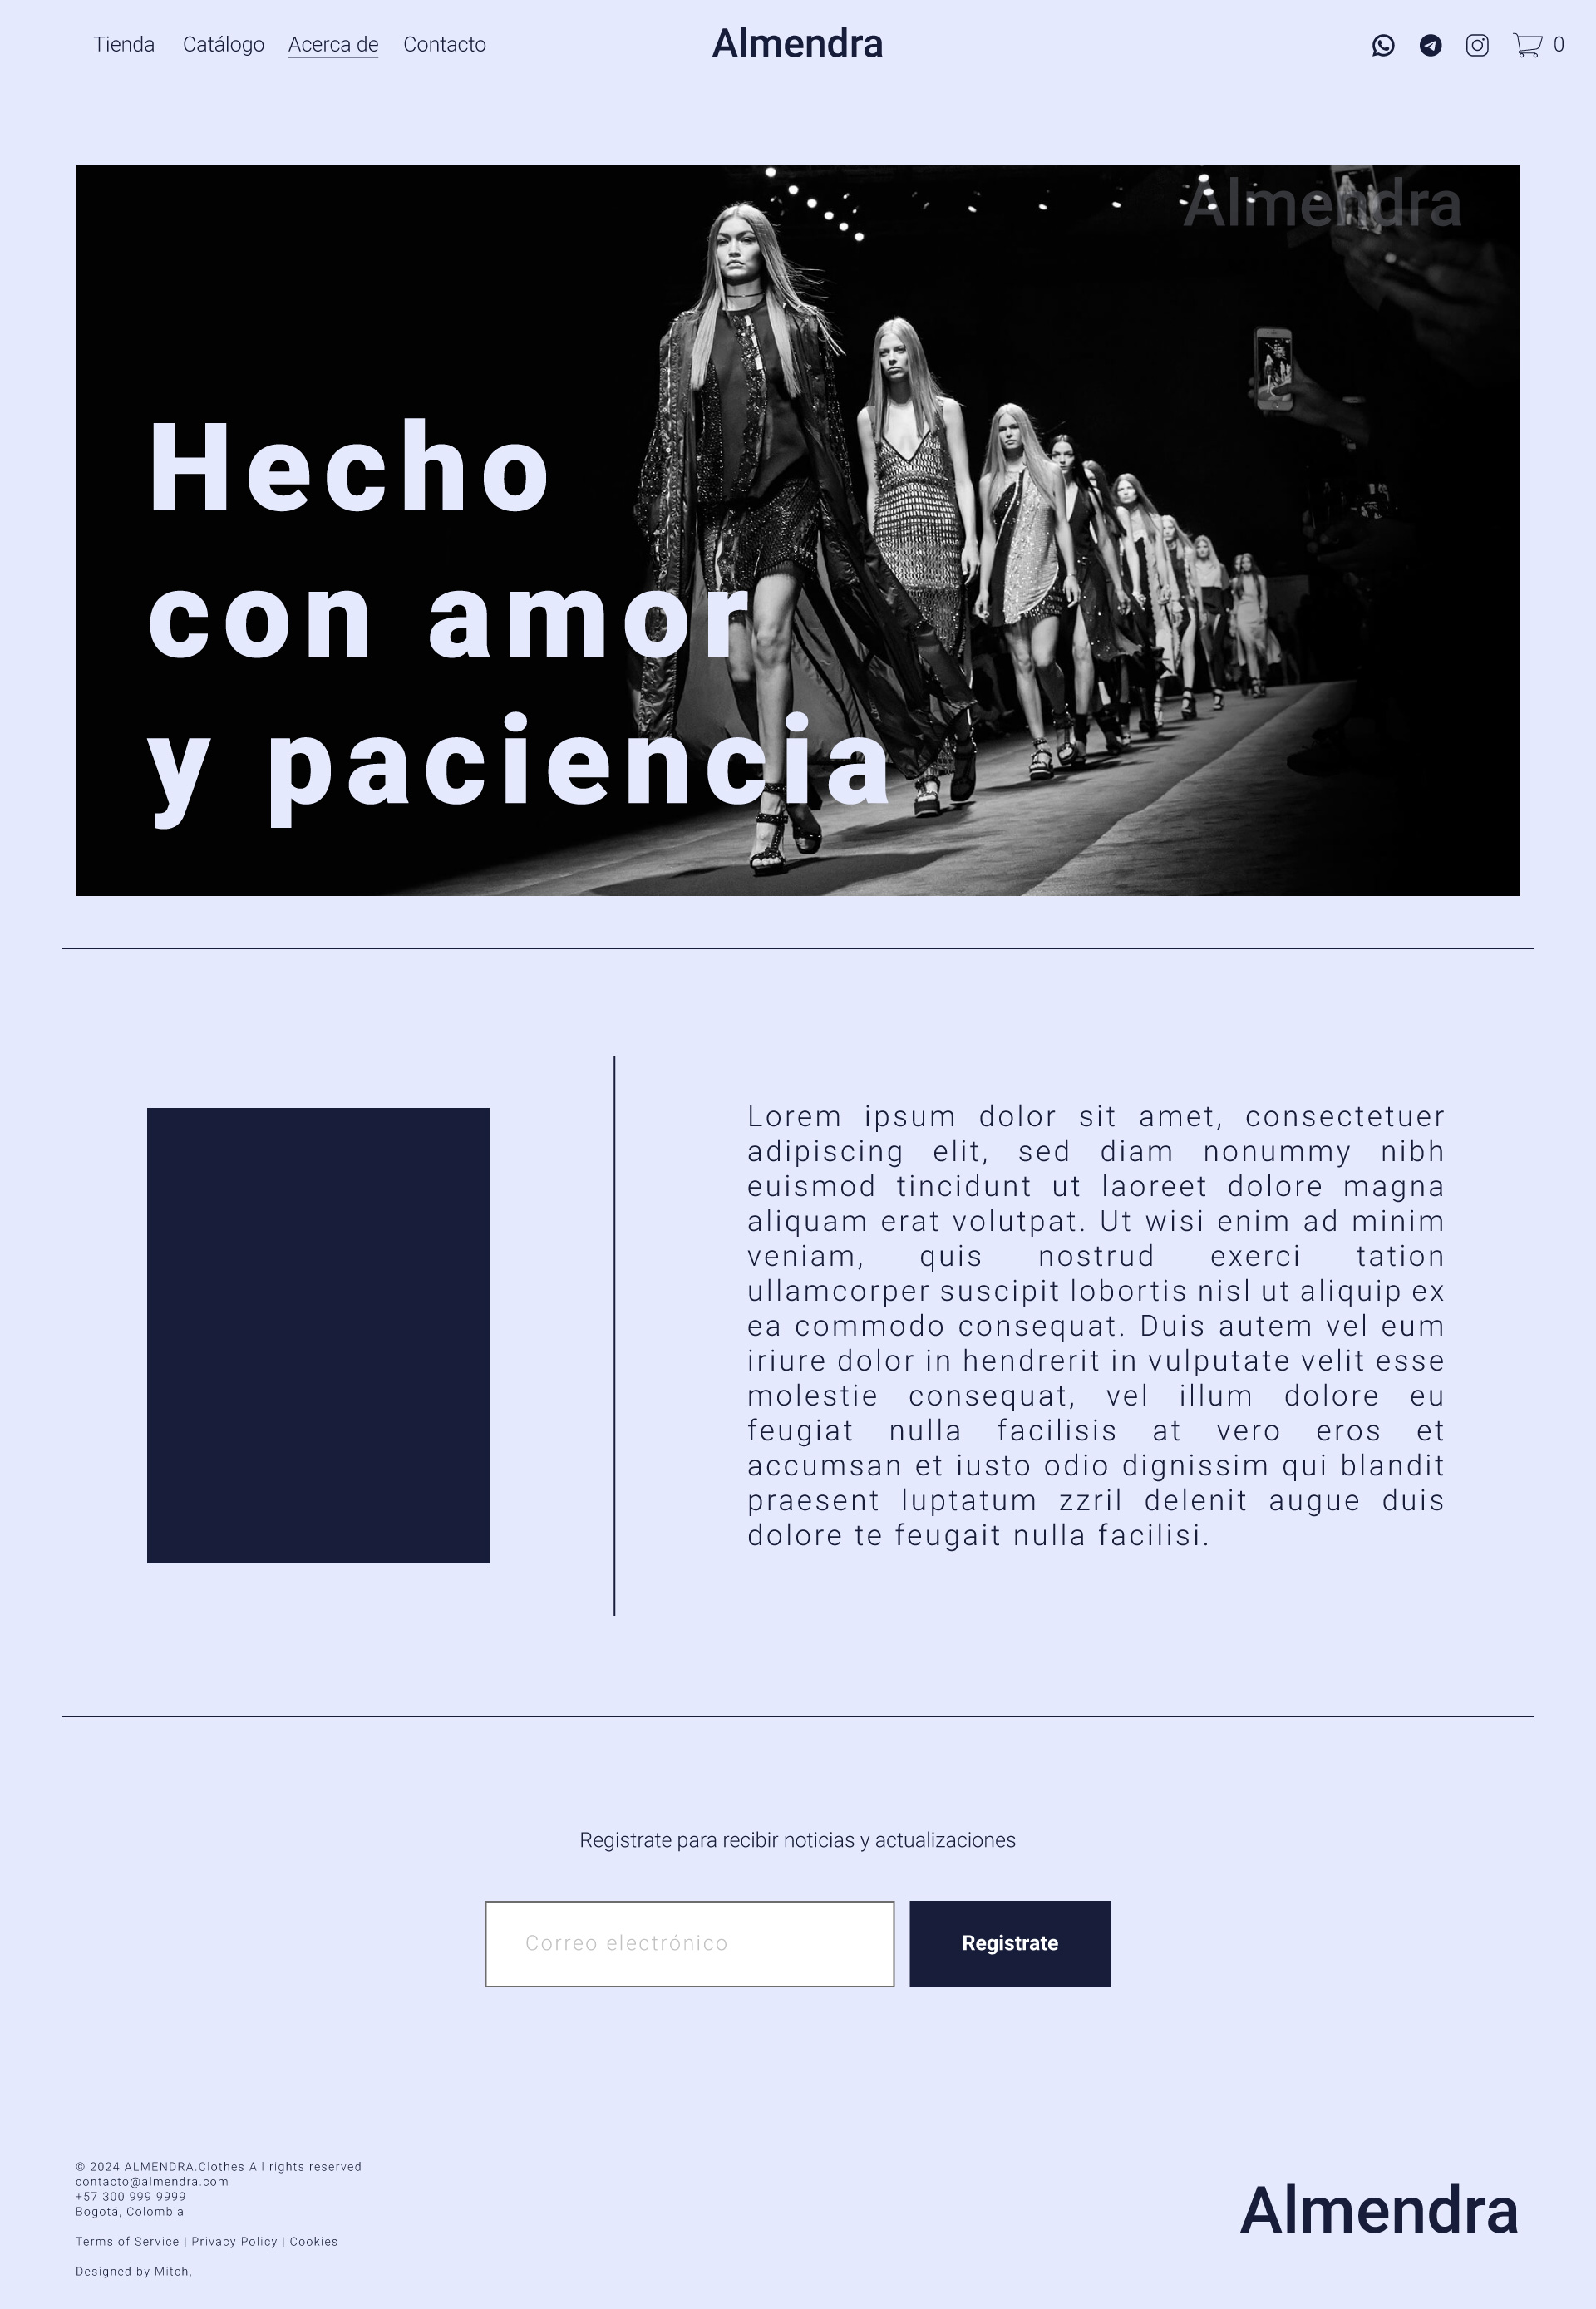 Tienda Catálogo Acerca de Contacto
Almendra
0
Almendra
Hecho
con amor
y paciencia
Lorem ipsum dolor sit amet, consectetuer
adipiscing elit, sed diam nonummy nibh
euismod tincidunt ut laoreet dolore magna
aliquam erat volutpat. Ut wisi enim ad minim
veniam, quis nostrud exerci tation
ullamcorper suscipit lobortis nisl ut aliquip ex
ea commodo consequat. Duis autem vel eum
iriure dolor in hendrerit in vulputate velit esse
molestie consequat, vel illum dolore eu
feugiat nulla facilisis at vero eros et
accumsan et iusto odio dignissim qui blandit
praesent luptatum zzril delenit augue duis
dolore te feugait nulla facilisi.
Registrate para recibir noticias y actualizaciones
Correo electrónico
Registrate
© 2024 ALMENDRA.Clothes All rights reserved
contacto@almendra.com
+57 300 999 9999
Bogotá, Colombia
Terms of Service | Privacy Policy | Cookies
Designed by Mitch,
Almendra